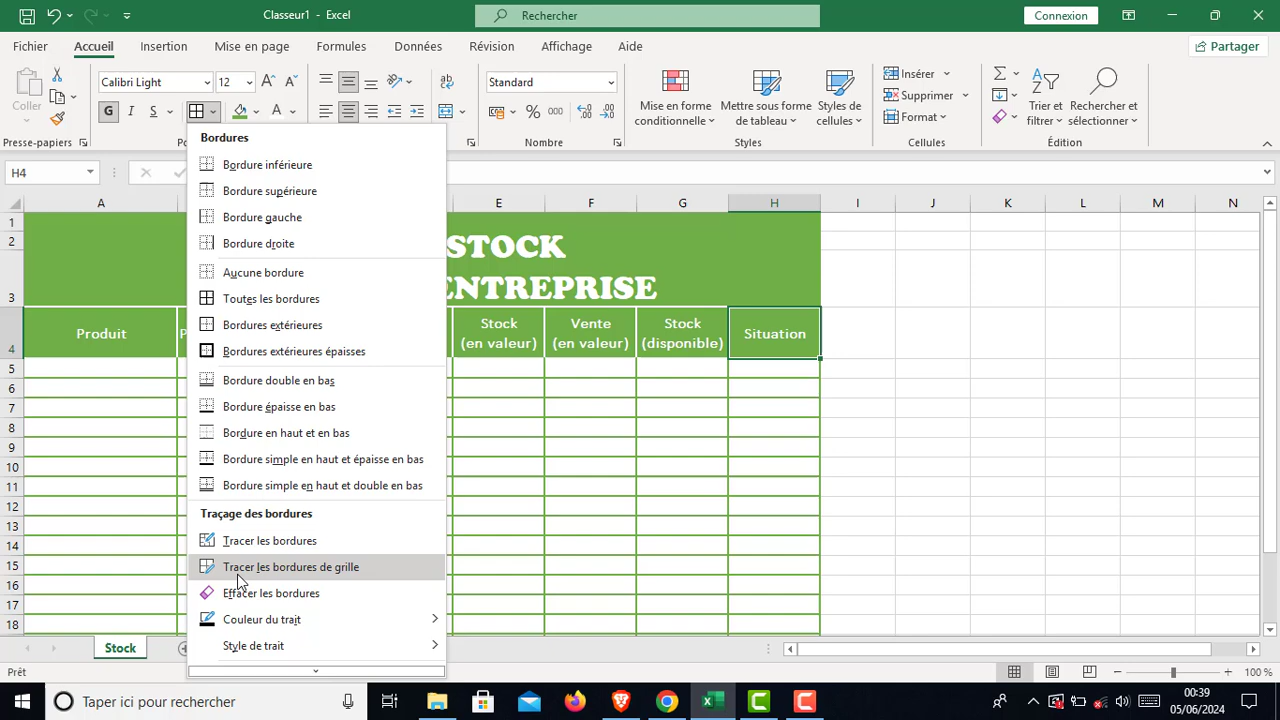 Classeur1 - Excel
Rechercher
Connexion
Fichier
Accueil
Insertion
Mise en page
Formules
Données
Révision
Affichage
Aide
Partager
Coller
Presse-papiers
Calibri Light
12
G
I
S
A
Standard
%
000
Nombre
Mise en forme
conditionnelle
Mettre sous forme
de tableau
Styles de
cellules
Styles
Insérer
Supprimer
Format
Cellules
Trier et
filtrer
Rechercher et
sélectionner
Édition
H4
Bordures
Bordure inférieure
Bordure supérieure
Bordure gauche
Bordure droite
Aucune bordure
Toutes les bordures
Bordures extérieures
Bordures extérieures épaisses
Bordure double en bas
Bordure épaisse en bas
Bordure en haut et en bas
Bordure simple en haut et épaisse en bas
Bordure simple en haut et double en bas
Traçage des bordures
Tracer les bordures
Tracer les bordures de grille
Effacer les bordures
Couleur du trait
Style de trait
A E F G H I J K L M N
1
2
3
4
5
6
7
8
9
10
11
12
13
14
15
16
17
18
STOCK
ENTREPRISE
Produit
Stock
(en valeur)
Vente
(en valeur)
Stock
(disponible)
Situation
Stock
Prêt
100 %
Taper ici pour rechercher
00:39
05/06/2024